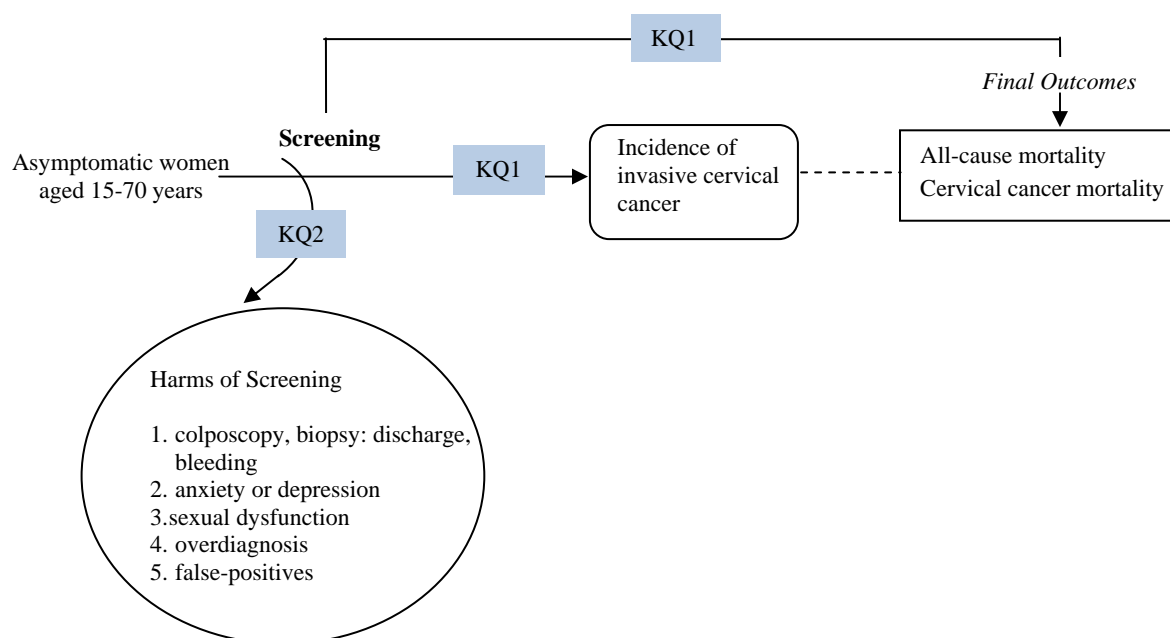 KQ1
Final Outcomes
Screening
Asymptomatic women
aged 15-70 years
KQ1
Incidence of
invasive cervical
cancer
All-cause mortality
Cervical cancer mortality
KQ2
Harms of Screening
1. colposcopy, biopsy: discharge,
bleeding
2. anxiety or depression
3.sexual dysfunction
4. overdiagnosis
5. false-positives